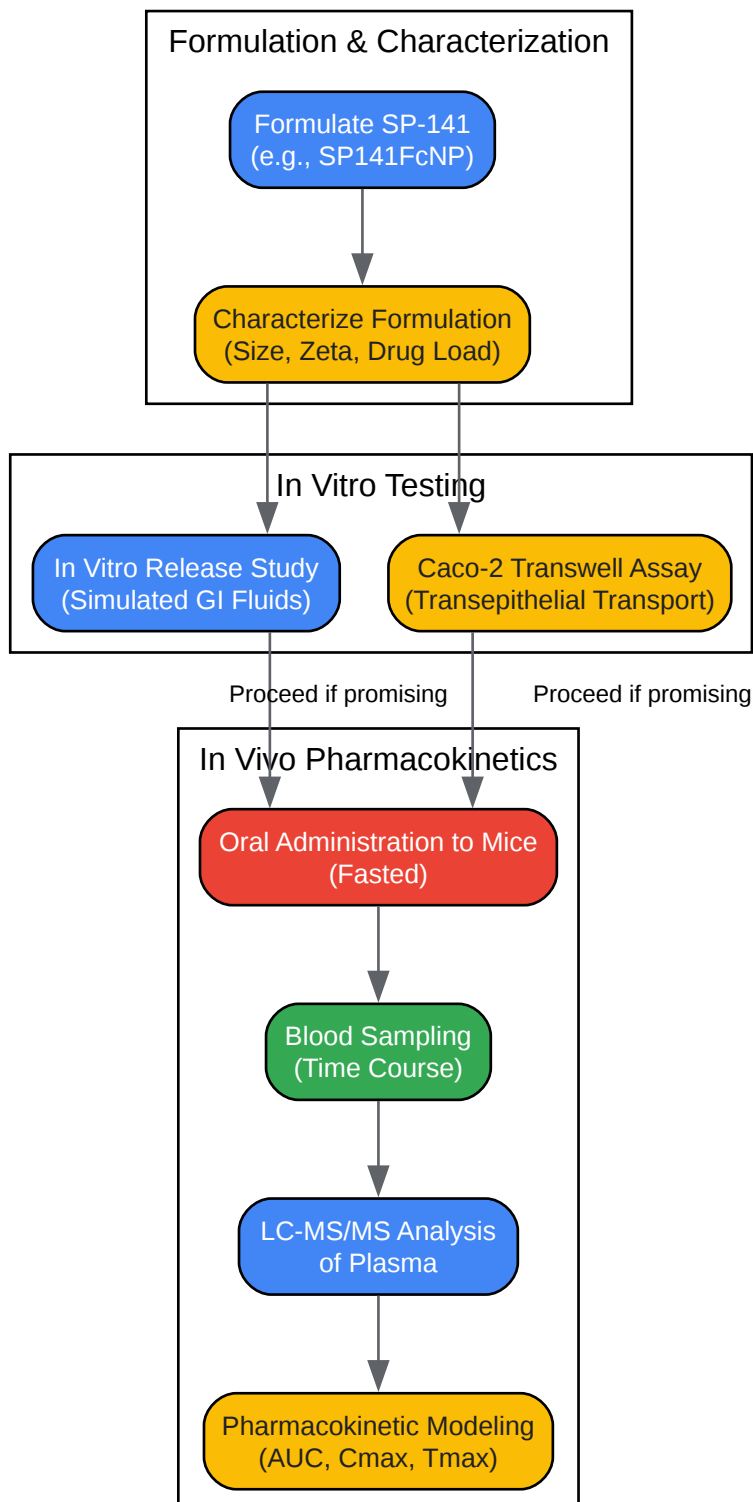 Formulation & Characterization
Formulate SP-141
(e.g., SP141FcNP)
Characterize Formulation
(Size, Zeta, Drug Load)
In Vitro Testing
In Vitro Release Study
(Simulated GI Fluids)
Caco-2 Transwell Assay
(Transepithelial Transport)
Proceed if promising
Proceed if promising
In Vivo Pharmacokinetics
Oral Administration to Mice
(Fasted)
Blood Sampling
(Time Course)
LC-MS/MS Analysis
of Plasma
Pharmacokinetic Modeling
(AUC, Cmax, Tmax)